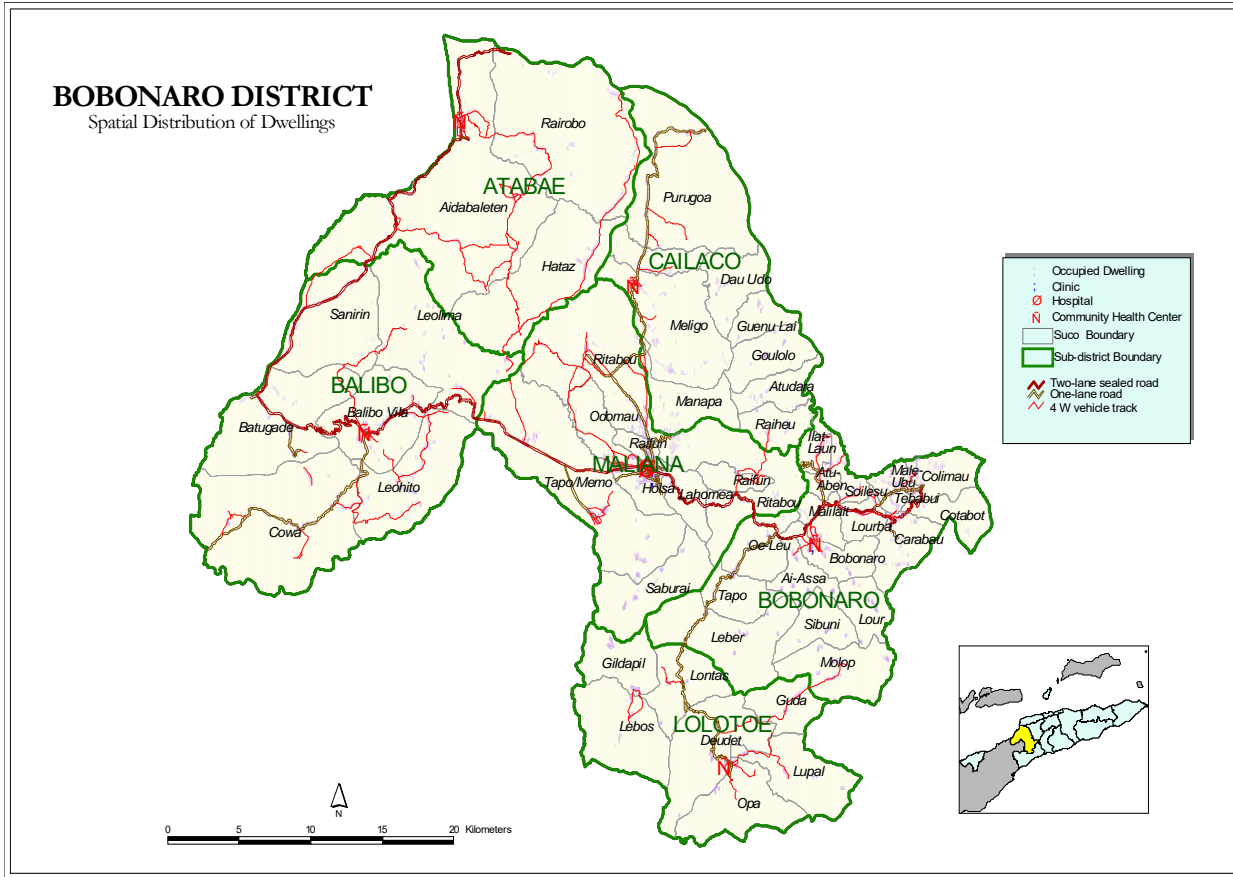 BOBONARO DISTRICT
Spatial Distribution of Dwellings
Rairobo
ATABAE
Aidabaleten
Purugoa
Hataz
CAILACO
Dau Udo
Sanirin
Leolima
Meligo
Guenu Lai
Goulolo
Ritabou
BALIBO
Atudara
Manapa
Balibo Vila
Odomau
Batugade
Raiheu
Raifun
Ilat-
Laun
MALIANA
Atu-
Aben
Male-
Ubu
Colimau
Tapo/Memo
Holsa
Lahomea
Raifun
Soilesu
Tebabui
Leohito
Ritabou
Malilait
Cotabot
Lourba
Cowa
Carabau
Oe-Leu
Bobonaro
Ai-Assa
Saburai
Tapo
BOBONARO
Leber
Sibuni
Lour
Gildapil
Molop
Lontas
Guda
Lebos
LOLOTOE
Deudet
Lupal
Opa
Ñ
Ñ
Ñ
Ñ
Ñ
Occupied Dwelling
Clinic
Hospital
Ñ Community Health Center
Suco Boundary
Sub-district Boundary
Two-lane sealed road
One-lane road
4 W vehicle track
N
0 5 10 15 20 Kilometers